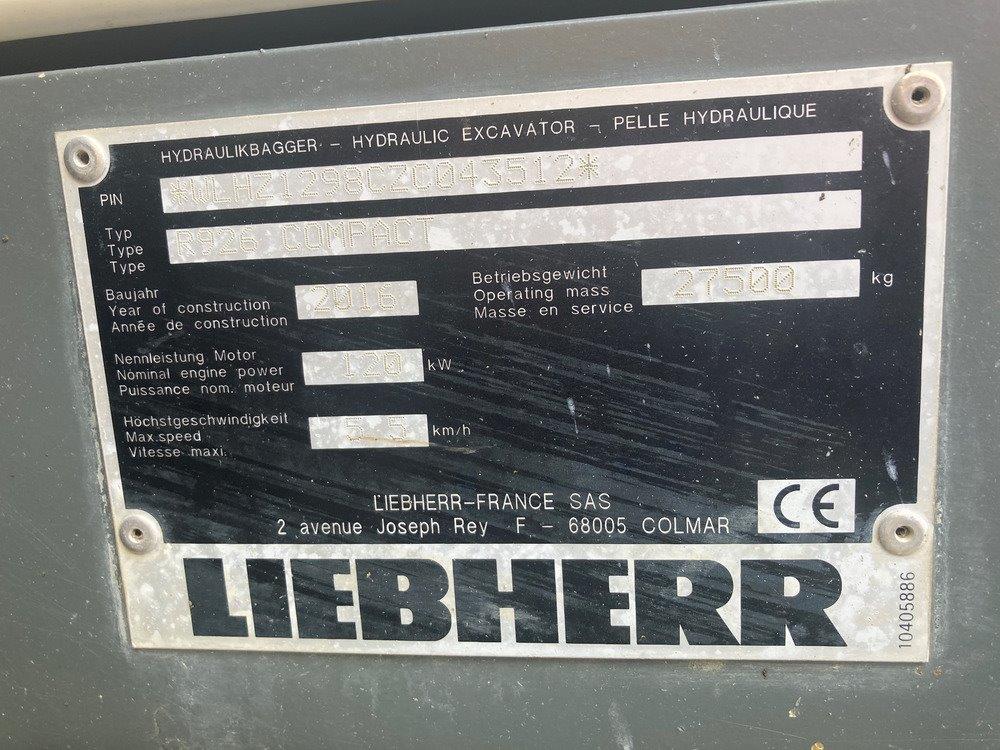 HYDRAULIKBAGGER - HYDRAULIC EXCAVATOR - PELLE HYDRAULIQUE
PIN *WLHZ1298CZC043512*
Typ
Type R926 COMPACT
Type
Baujahr
Year of construction 2016
Année de construction
Betriebsgewicht
Operating mass 27500 kg
Masse en service
Nennleistung Motor
Nominal engine power 120 kW
Puissance nom. moteur
Höchstgeschwindigkeit
Max.speed 5.5 km/h
Vitesse maxi.
LIEBHERR-FRANCE SAS
2 avenue Joseph Rey F - 68005 COLMAR
CE
LIEBHERR
10405886